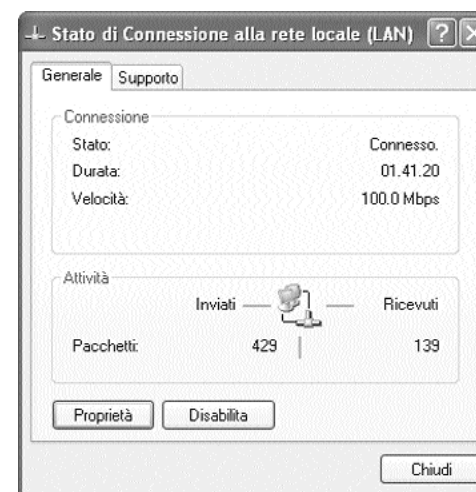 Stato di Connessione alla rete locale (LAN)
Generale Supporto
Connessione
Stato: Connesso.
Durata: 01.41.20
Velocità: 100.0 Mbps
Attività
Inviati Ricevuti
Pacchetti: 429 139
Proprietà Disabilita
Chiudi